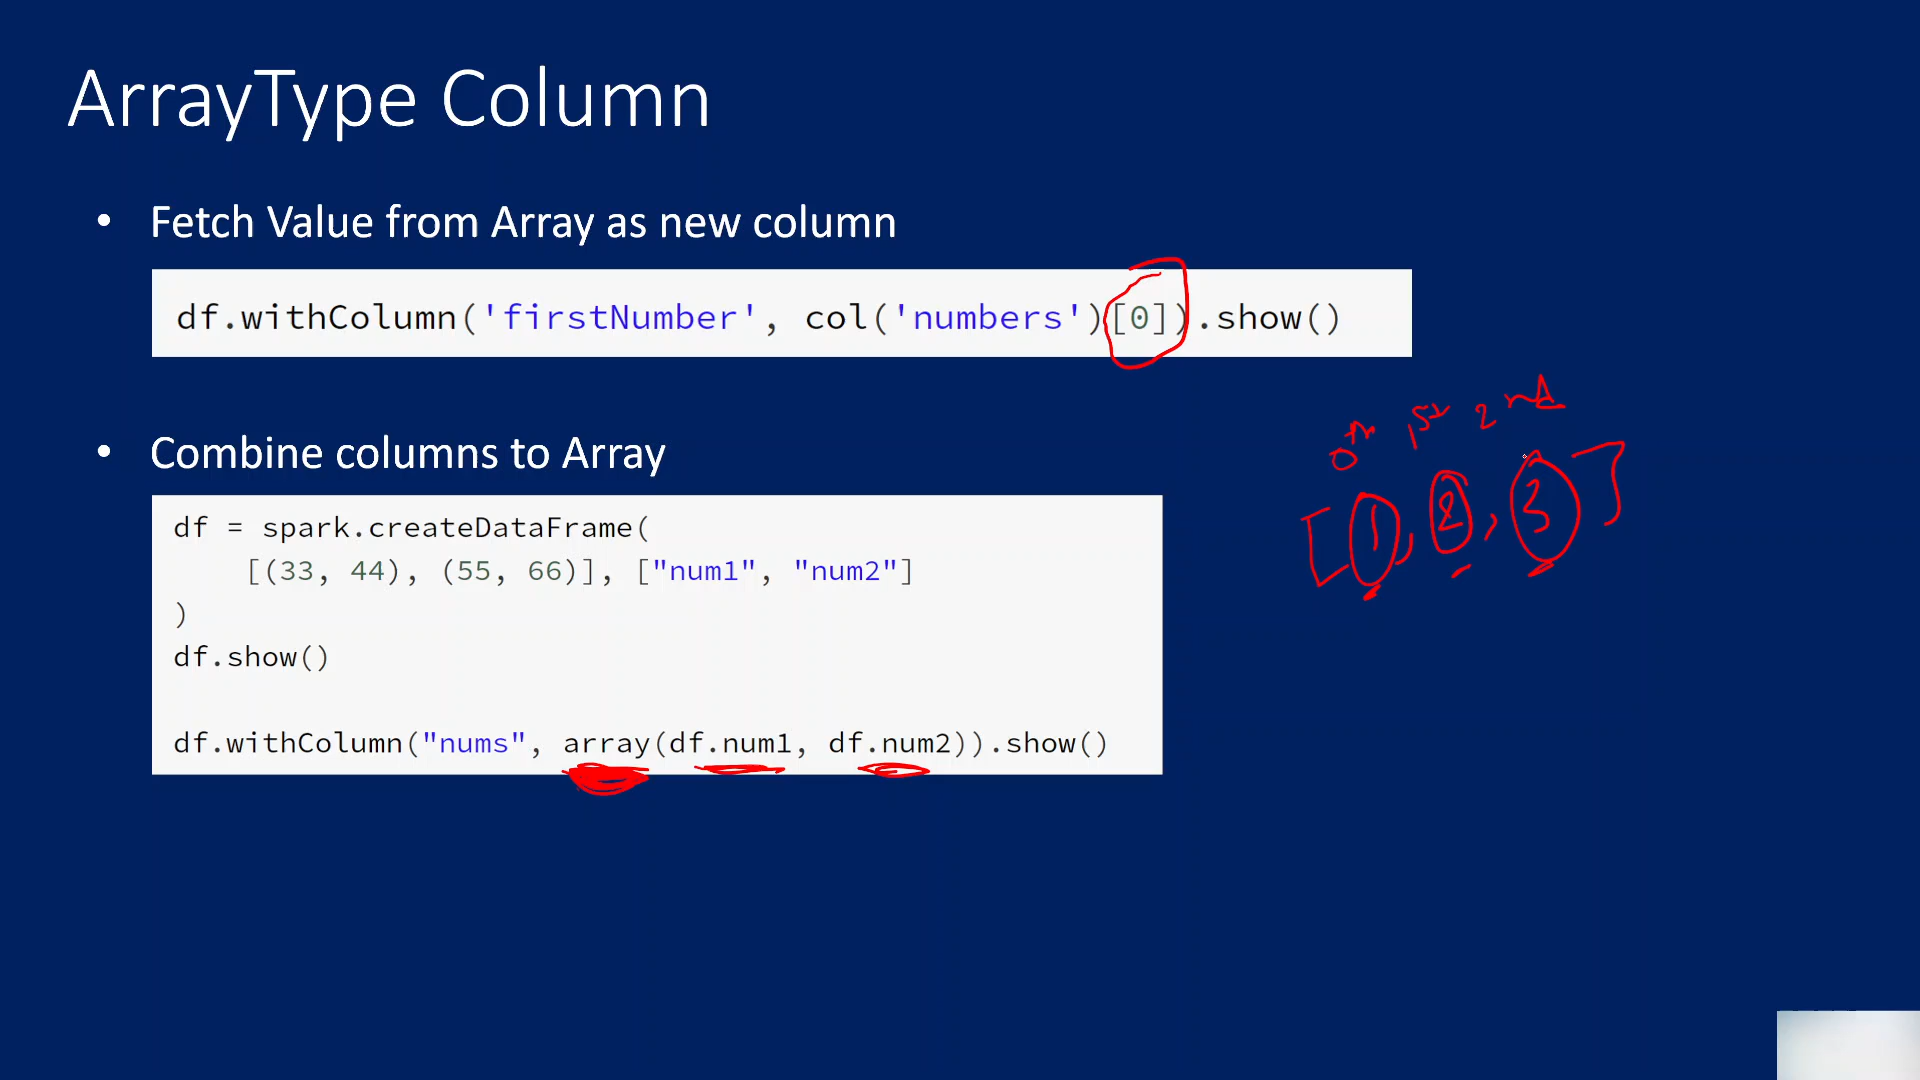 ArrayType Column
• Fetch Value from Array as new column
df.withColumn('firstNumber', col('numbers')[0]).show()
0th 1st 2nd
[1, 2, 3]
• Combine columns to Array
df = spark.createDataFrame(
[(33, 44), (55, 66)], ["num1", "num2"]
)
df.show()
df.withColumn("nums", array(df.num1, df.num2)).show()